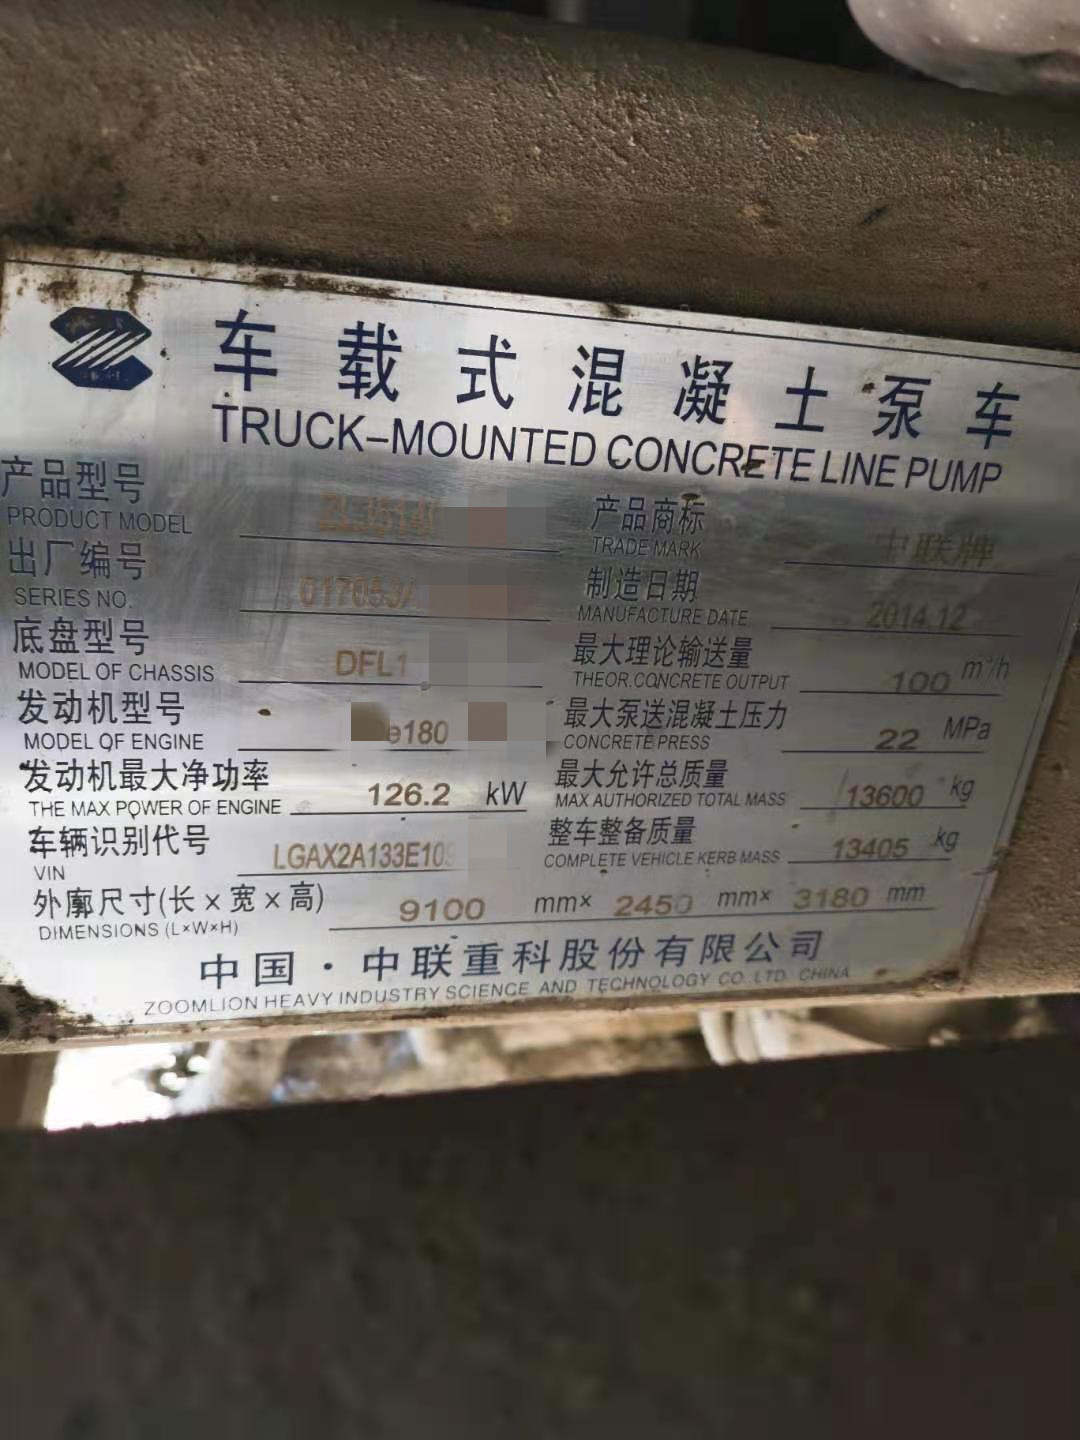 车载式混凝土泵车
TRUCK-MOUNTED CONCRETE LINE PUMP
产品型号 ZLJ5140
PRODUCT MODEL
产品商标 中联牌
TRADE MARK
出厂编号 017053A
SERIES NO.
制造日期 2014.12
MANUFACTURE DATE
底盘型号 DFL1
MODEL OF CHASSIS
最大理论输送量 100 m³/h
THEOR.CONCRETE OUTPUT
发动机型号 e180
MODEL OF ENGINE
最大泵送混凝土压力 22 MPa
CONCRETE PRESS
发动机最大净功率 126.2 kW
THE MAX POWER OF ENGINE
最大允许总质量 13600 kg
MAX AUTHORIZED TOTAL MASS
车辆识别代号 LGAX2A133E109
VIN
整车整备质量 13405 kg
COMPLETE VEHICLE KERB MASS
外廓尺寸(长×宽×高) 9100 mm× 2450 mm× 3180 mm
DIMENSIONS (L×W×H)
中国·中联重科股份有限公司
ZOOMLION HEAVY INDUSTRY SCIENCE AND TECHNOLOGY CO.,LTD. CHINA